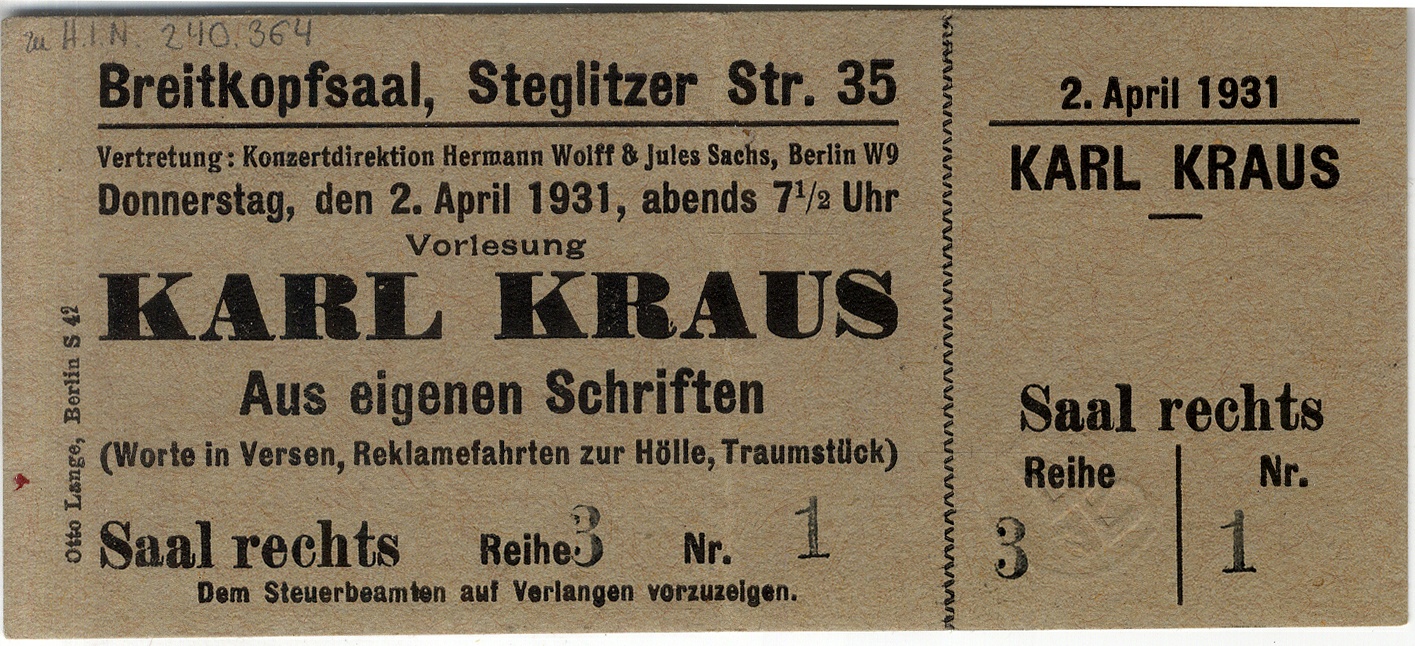 zu H.I.N. 240.364
Breitkopfsaal, Steglitzer Str. 35
Vertretung: Konzertdirektion Hermann Wolff & Jules Sachs, Berlin W9
Donnerstag, den 2. April 1931, abends 7½ Uhr
Vorlesung
KARL KRAUS
Aus eigenen Schriften
(Worte in Versen, Reklamefahrten zur Hölle, Traumstück)
Saal rechts Reihe 3 Nr. 1
Dem Steuerbeamten auf Verlangen vorzuzeigen.
Otto Lange, Berlin S 42
2. April 1931
KARL KRAUS
Saal rechts
Reihe Nr.
3 1